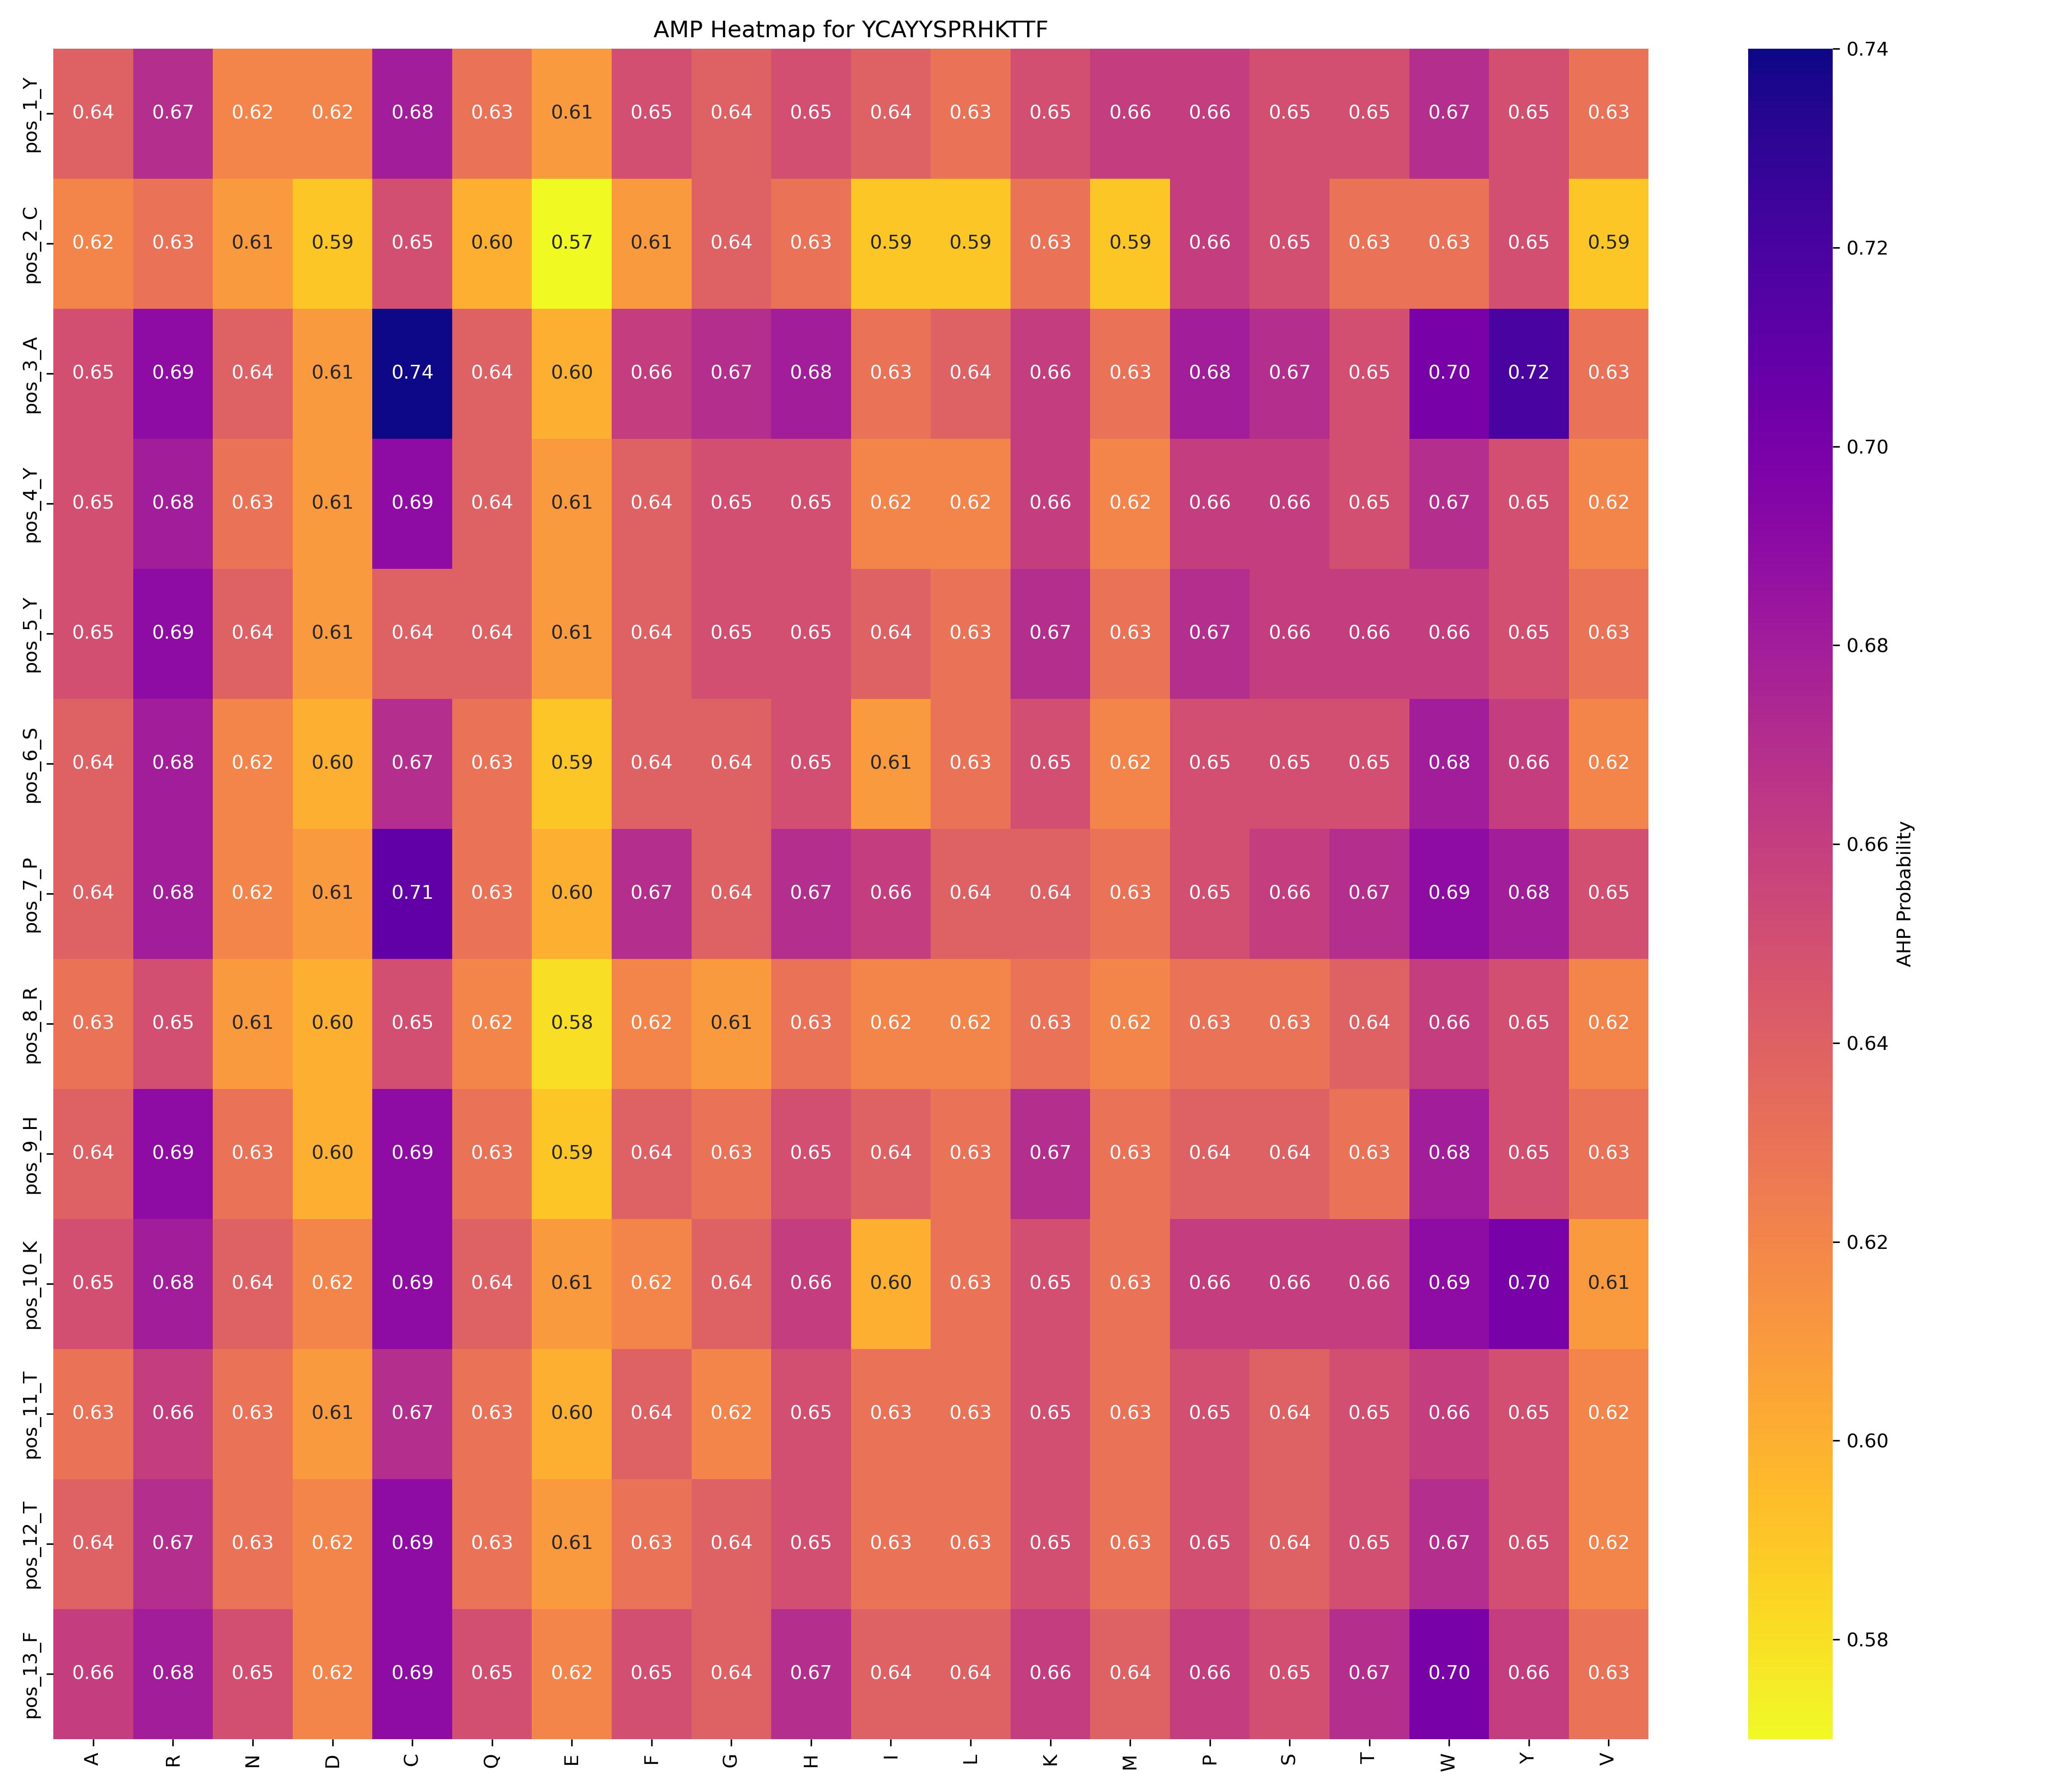 AMP Heatmap for YCAYYSPRHKTTF
pos_1_Y 0.64 0.67 0.62 0.62 0.68 0.63 0.61 0.65 0.64 0.65 0.64 0.63 0.65 0.66 0.66 0.65 0.65 0.67 0.65 0.63
pos_2_C 0.62 0.63 0.61 0.59 0.65 0.60 0.57 0.61 0.64 0.63 0.59 0.59 0.63 0.59 0.66 0.65 0.63 0.63 0.65 0.59
pos_3_A 0.65 0.69 0.64 0.61 0.74 0.64 0.60 0.66 0.67 0.68 0.63 0.64 0.66 0.63 0.68 0.67 0.65 0.70 0.72 0.63
pos_4_Y 0.65 0.68 0.63 0.61 0.69 0.64 0.61 0.64 0.65 0.65 0.62 0.62 0.66 0.62 0.66 0.66 0.65 0.67 0.65 0.62
pos_5_Y 0.65 0.69 0.64 0.61 0.64 0.64 0.61 0.64 0.65 0.65 0.64 0.63 0.67 0.63 0.67 0.66 0.66 0.66 0.65 0.63
pos_6_S 0.64 0.68 0.62 0.60 0.67 0.63 0.59 0.64 0.64 0.65 0.61 0.63 0.65 0.62 0.65 0.65 0.65 0.68 0.66 0.62
pos_7_P 0.64 0.68 0.62 0.61 0.71 0.63 0.60 0.67 0.64 0.67 0.66 0.64 0.64 0.63 0.65 0.66 0.67 0.69 0.68 0.65
pos_8_R 0.63 0.65 0.61 0.60 0.65 0.62 0.58 0.62 0.61 0.63 0.62 0.62 0.63 0.62 0.63 0.63 0.64 0.66 0.65 0.62
pos_9_H 0.64 0.69 0.63 0.60 0.69 0.63 0.59 0.64 0.63 0.65 0.64 0.63 0.67 0.63 0.64 0.64 0.63 0.68 0.65 0.63
pos_10_K 0.65 0.68 0.64 0.62 0.69 0.64 0.61 0.62 0.64 0.66 0.60 0.63 0.65 0.63 0.66 0.66 0.66 0.69 0.70 0.61
pos_11_T 0.63 0.66 0.63 0.61 0.67 0.63 0.60 0.64 0.62 0.65 0.63 0.63 0.65 0.63 0.65 0.64 0.65 0.66 0.65 0.62
pos_12_T 0.64 0.67 0.63 0.62 0.69 0.63 0.61 0.63 0.64 0.65 0.63 0.63 0.65 0.63 0.65 0.64 0.65 0.67 0.65 0.62
pos_13_F 0.66 0.68 0.65 0.62 0.69 0.65 0.62 0.65 0.64 0.67 0.64 0.64 0.66 0.64 0.66 0.65 0.67 0.70 0.66 0.63
A R N D C Q E F G H I L K M P S T W Y V
0.74
0.72
0.70
0.68
0.66
0.64
0.62
0.60
0.58
AHP Probability